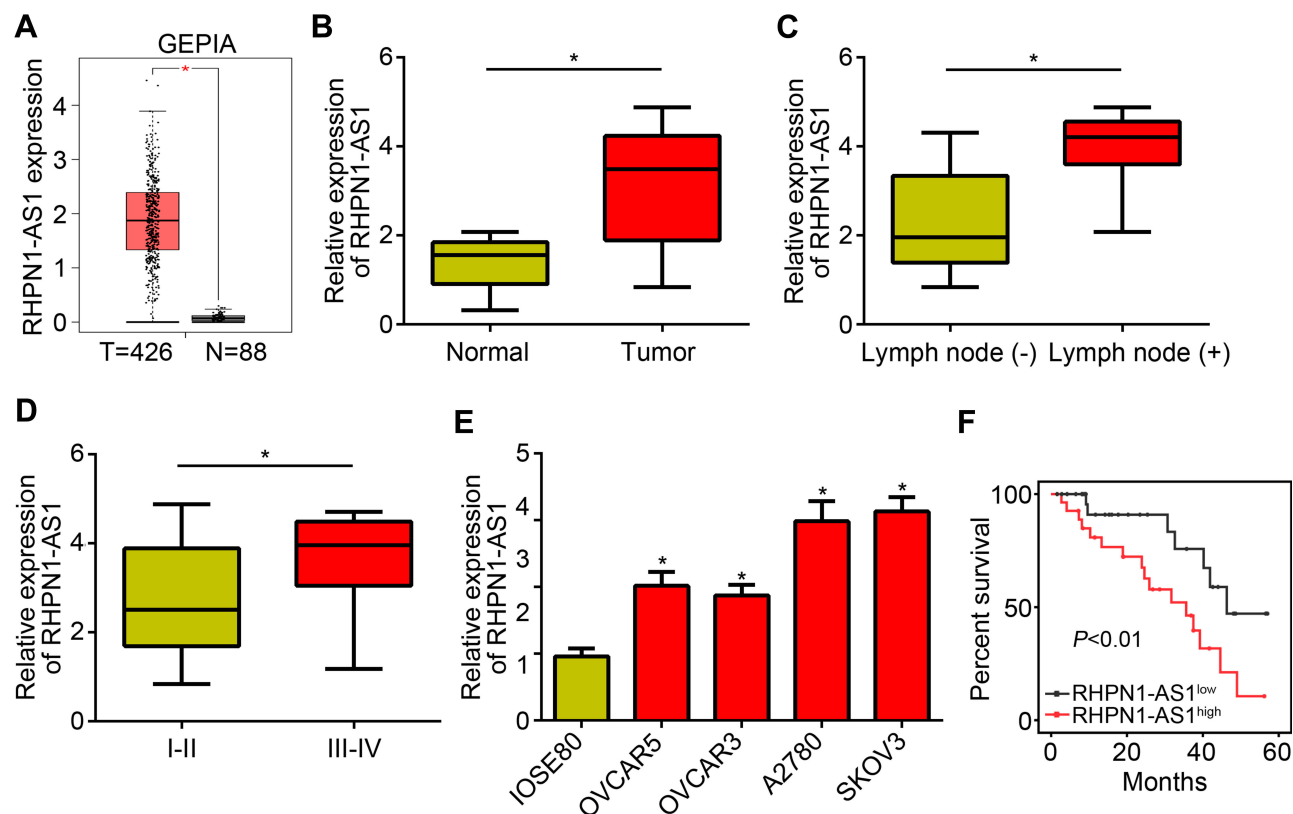 A
GEPIA
*
RHPN1-AS1 expression
4
3
2
1
0
T=426
N=88
B
Relative expression
of RHPN1-AS1
6
4
2
0
*
Normal
Tumor
C
Relative expression
of RHPN1-AS1
6
4
2
0
*
Lymph node (-)
Lymph node (+)
D
Relative expression
of RHPN1-AS1
6
4
2
0
*
I-II
III-IV
E
Relative expression
of RHPN1-AS1
5
4
3
2
1
0
*
*
*
*
IOSE80
OVCAR5
OVCAR3
A2780
SKOV3
F
Percent survival
100
50
0
P<0.01
RHPN1-AS1low
RHPN1-AS1high
0
20
40
60
Months